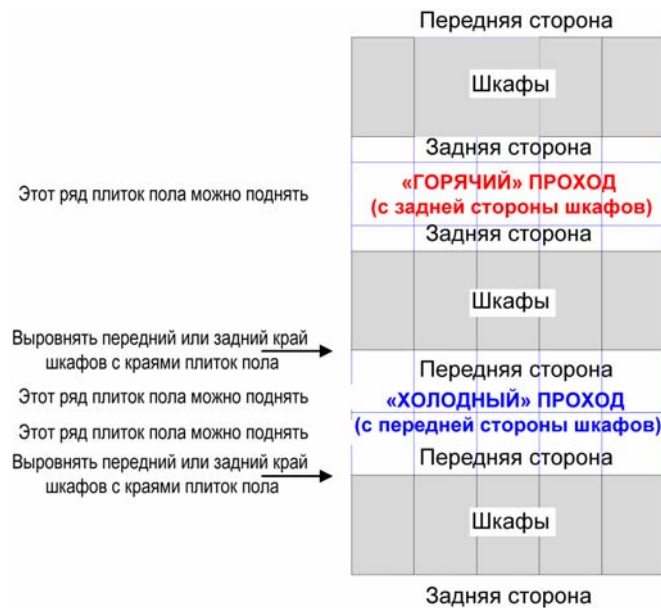 Передняя сторона
Шкафы
Задняя сторона
Этот ряд плиток пола можно поднять
«ГОРЯЧИЙ» ПРОХОД
(с задней стороны шкафов)
Задняя сторона
Шкафы
Выровнять передний или задний край
шкафов с краями плиток пола
Передняя сторона
Этот ряд плиток пола можно поднять
«ХОЛОДНЫЙ» ПРОХОД
(с передней стороны шкафов)
Этот ряд плиток пола можно поднять
Выровнять передний или задний край
шкафов с краями плиток пола
Передняя сторона
Шкафы
Задняя сторона